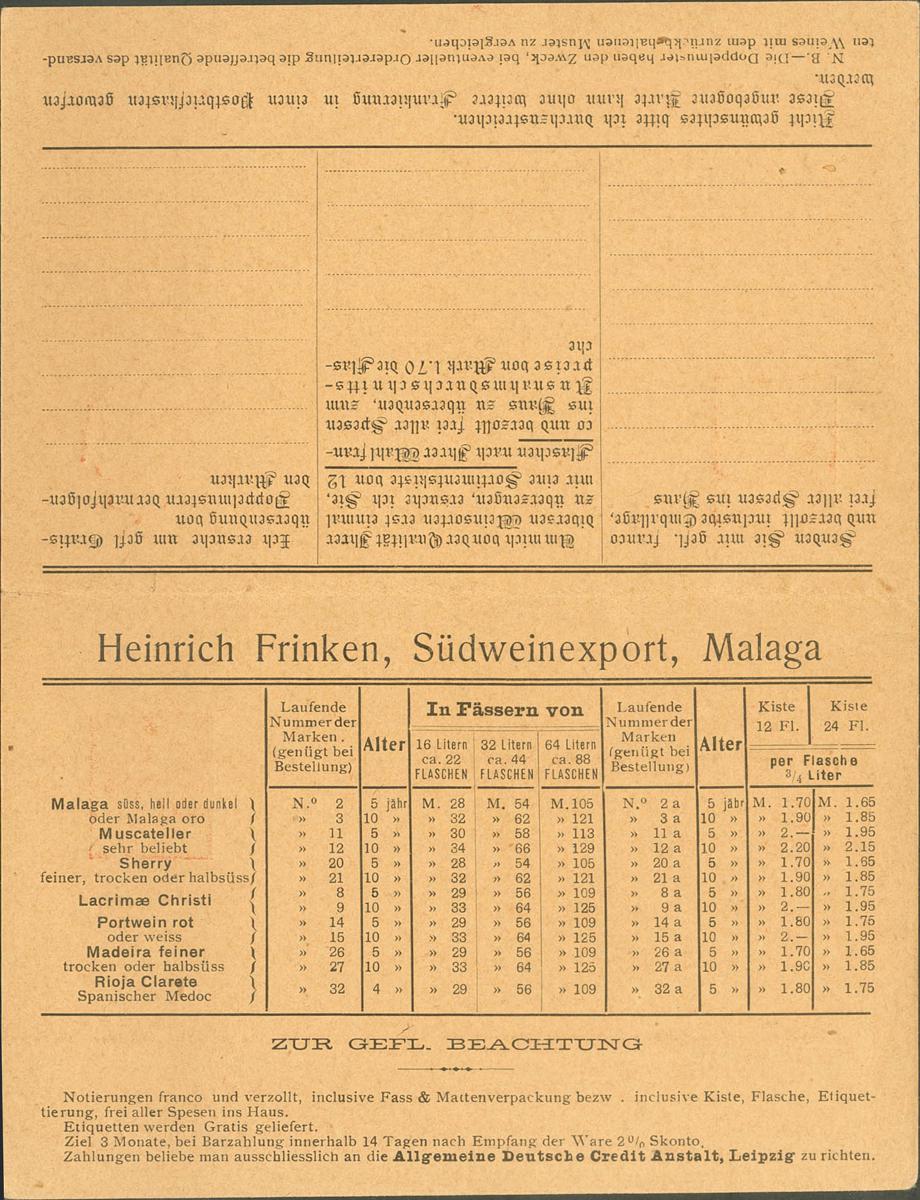 Senden Sie mir gefl. franco
und verzollt inclusive Emballage,
frei aller Spesen ins Haus
Um mich von der Qualität Ihrer
diversen Weinsorten erst einmal
zu überzeugen, ersuche ich Sie,
mir eine Sortimentskiste von 12
Flaschen nach Ihrer Wahl fran-
co und verzollt frei aller Spesen
ins Haus zu übersenden, zum
Ausnahmsdurchschnitts-
preise von Mark 1.70 die Flas-
che
Ich ersuche um gefl Gratis-
übersendung von
Doppelmustern der nachfolgen-
den Marken
Nicht gewünschtes bitte ich durchzustreichen.
Diese angebogene Karte kann ohne weitere Frankierung in einen Postbriefkasten geworfen
werden.
N. B.—Die Doppelmuster haben den Zweck, bei eventueller Ordererteilung die betreffende Qualität des versand-
ten Weines mit dem zurückbehaltenen Muster zu vergleichen.
Heinrich Frinken, Südweinexport, Malaga
Laufende Nummer der Marken. (genügt bei Bestellung) Alter In Fässern von Laufende Nummer der Marken (genügt bei Bestellung) Alter Kiste 12 Fl. Kiste 24 Fl.
16 Litern ca. 22 FLASCHEN 32 Litern ca. 44 FLASCHEN 64 Litern ca. 88 FLASCHEN per Flasche 3/4 Liter
Malaga süss, hell oder dunkel } N.º 2 5 jähr M. 28 M. 54 M. 105 N.º 2 a 5 jähr M. 1.70 M. 1.65
oder Malaga oro » 3 10 » » 32 » 62 » 121 » 3 a 10 » » 1.90 » 1.85
Muscateller } » 11 5 » » 30 » 58 » 113 » 11 a 5 » » 2.— » 1.95
sehr beliebt » 12 10 » » 34 » 66 » 129 » 12 a 10 » » 2.20 » 2.15
Sherry } » 20 5 » » 28 » 54 » 105 » 20 a 5 » » 1.70 » 1.65
feiner, trocken oder halbsüss » 21 10 » » 32 » 62 » 121 » 21 a 10 » » 1.90 » 1.85
Lacrimæ Christi } » 8 5 » » 29 » 56 » 109 » 8 a 5 » » 1.80 » 1.75
» 9 10 » » 33 » 64 » 125 » 9 a 10 » » 2.— » 1.95
Portwein rot } » 14 5 » » 29 » 56 » 109 » 14 a 5 » » 1.80 » 1.75
oder weiss » 15 10 » » 33 » 64 » 125 » 15 a 10 » » 2.— » 1.95
Madeira feiner } » 26 5 » » 29 » 56 » 109 » 26 a 5 » » 1.70 » 1.65
trocken oder halbsüss » 27 10 » » 33 » 64 » 125 » 27 a 10 » » 1.90 » 1.85
Rioja Clarete
Spanischer Medoc } » 32 4 » » 29 » 56 » 109 » 32 a 5 » » 1.80 » 1.75
ZUR GEFL. BEACHTUNG
Notierungen franco und verzollt, inclusive Fass & Mattenverpackung bezw . inclusive Kiste, Flasche, Etiquet-
tierung, frei aller Spesen ins Haus.
Etiquetten werden Gratis geliefert.
Ziel 3 Monate, bei Barzahlung innerhalb 14 Tagen nach Empfang der Ware 2% Skonto.
Zahlungen beliebe man ausschliesslich an die Allgemeine Deutsche Credit Anstalt, Leipzig zu richten.